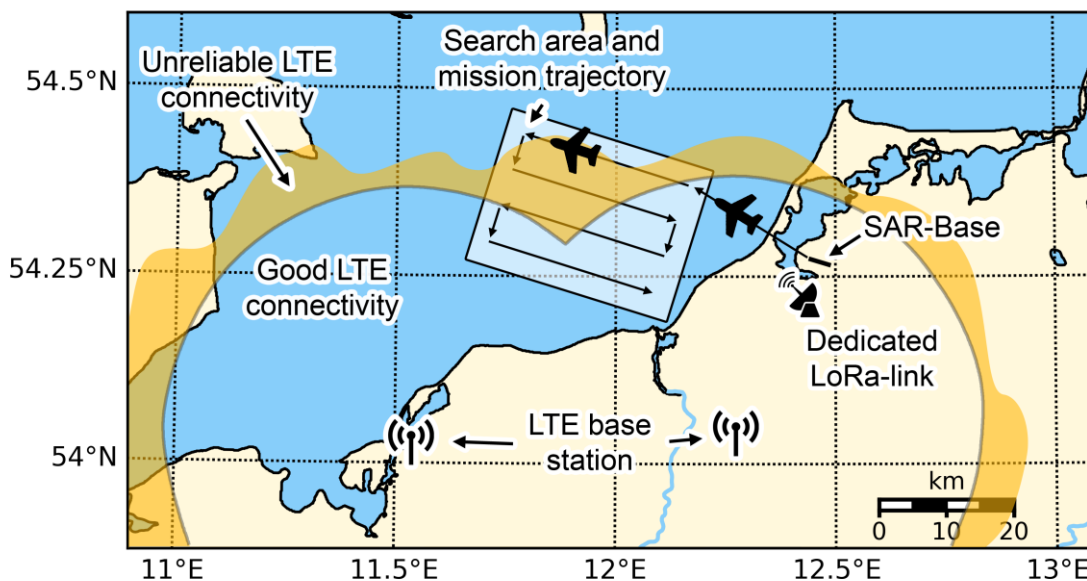 Search area and
mission trajectory
Unreliable LTE
connectivity
54.5°N
SAR-Base
54.25°N
Good LTE
connectivity
Dedicated
LoRa-link
LTE base
station
54°N
km
0
10
20
11°E
11.5°E
12°E
12.5°E
13°E